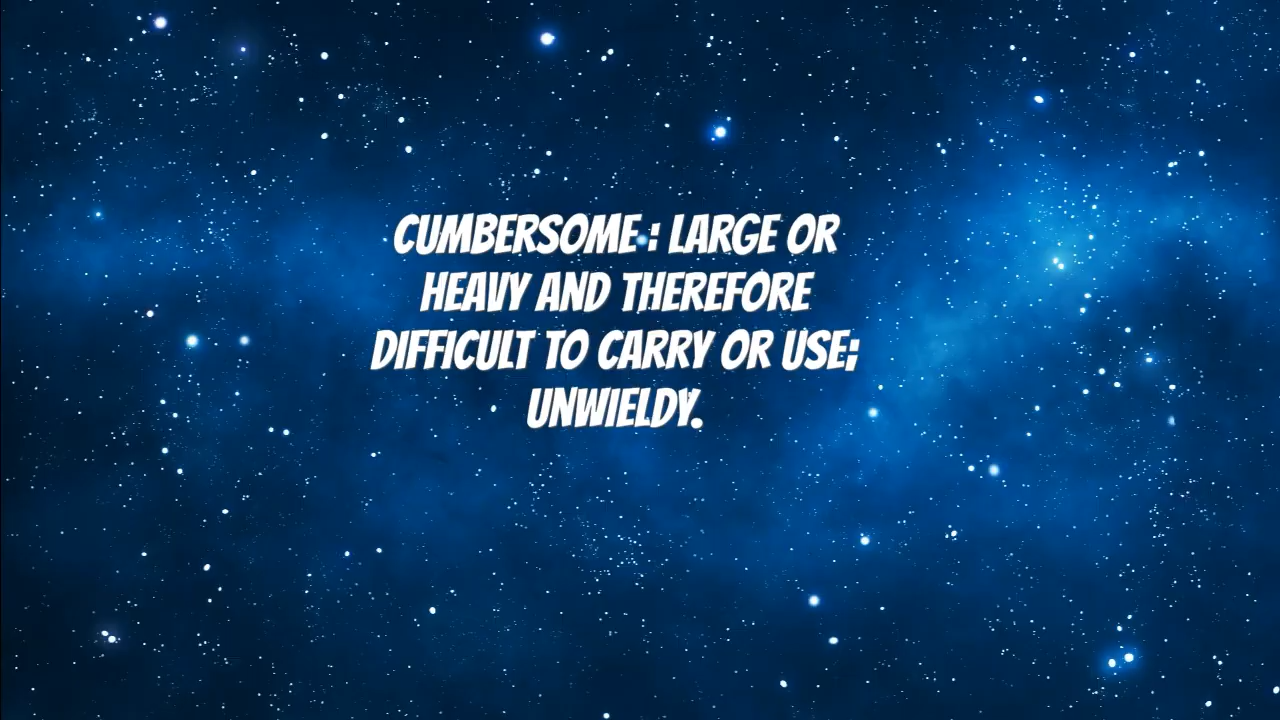 CUMBERSOME : LARGE OR
HEAVY AND THEREFORE
DIFFICULT TO CARRY OR USE;
UNWIELDY.